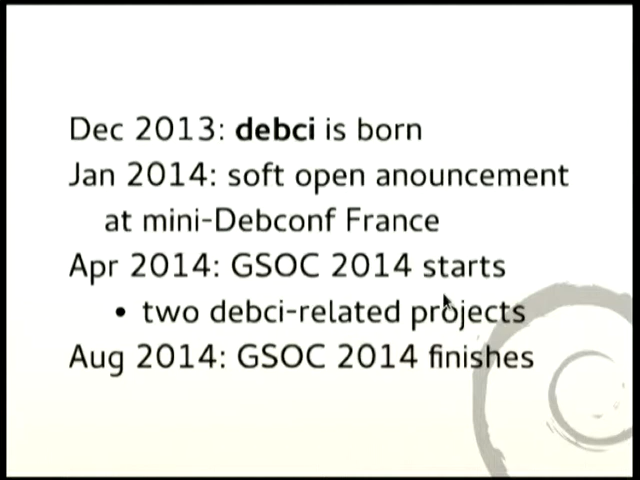 Dec 2013: debci is born
Jan 2014: soft open anouncement
at mini-Debconf France
Apr 2014: GSOC 2014 starts
• two debci-related projects
Aug 2014: GSOC 2014 finishes